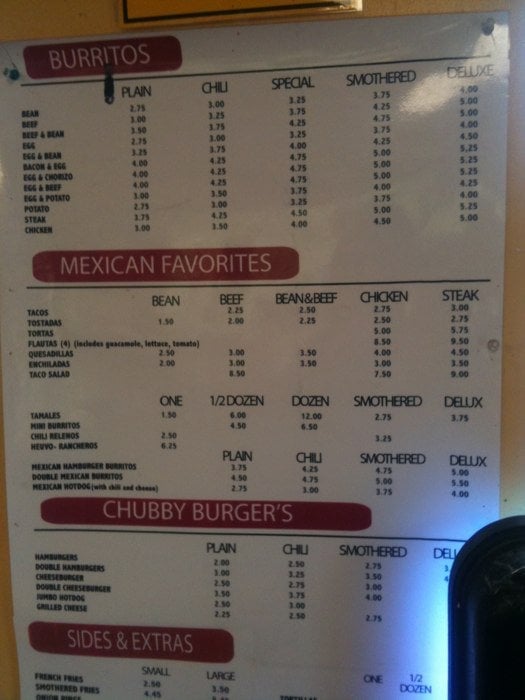 BURRITOS
PLAIN CHILI SPECIAL SMOTHERED DELUXE
BEAN 2.75 3.00 3.25 3.75 4.00
BEEF 3.00 3.25 3.75 4.25 5.00
BEEF & BEAN 3.50 3.75 4.25 4.75 5.00
EGG 2.75 3.00 3.75 4.00
EGG & BEAN 3.25 3.75 4.00 4.25 4.50
BACON & EGG 4.00 4.25 4.75 5.00 5.25
EGG & CHORIZO 4.00 4.25 4.75 5.00 5.25
EGG & BEEF 4.00 4.25 4.75 5.00 5.25
EGG & POTATO 3.00 3.50 3.75 4.00 4.25
POTATO 2.75 3.00 3.25 3.75 4.00
STEAK 3.75 4.25 4.50 5.00 5.25
CHICKEN 3.00 3.50 4.00 4.50 5.00
MEXICAN FAVORITES
BEAN BEEF BEAN&BEEF CHICKEN STEAK
TACOS 2.25 2.50 2.75 3.00
TOSTADAS 1.50 2.00 2.25 2.50 2.75
TORTAS 5.00 5.75
FLAUTAS (4) (includes guacamole, lettuce, tomato) 8.50 9.50
QUESADILLAS 2.50 3.00 3.50 4.00 4.50
ENCHILADAS 2.00 3.00 3.50 3.00 3.50
TACO SALAD 8.50 7.50 9.00
ONE 1/2 DOZEN DOZEN SMOTHERED DELUX
TAMALES 1.50 6.00 12.00 2.75 3.75
MINI BURRITOS 4.50 6.50
CHILI RELENOS 2.50 3.25
HEUVO- RANCHEROS 6.25
PLAIN CHILI SMOTHERED DELUX
MEXICAN HAMBURGER BURRITOS 3.75 4.25 4.75 5.00
DOUBLE MEXICAN BURRITOS 4.50 4.75 5.00 5.50
MEXICAN HOTDOG (with chili and cheese) 2.75 3.00 3.75 4.00
CHUBBY BURGER'S
PLAIN CHILI SMOTHERED DEL
HAMBURGERS 2.00 2.50 2.75
DOUBLE HAMBURGERS 3.00 3.25 3.50
CHEESEBURGER 2.50 2.75 3.00
DOUBLE CHEESEBURGER 3.50 3.75 4.00
JUMBO HOTDOG 2.50 3.00
GRILLED CHEESE 2.25 2.50 2.75
SIDES & EXTRAS
SMALL LARGE ONE 1/2 DOZEN
FRENCH FRIES 2.50 3.50
SMOTHERED FRIES 4.45
ONION RINGS